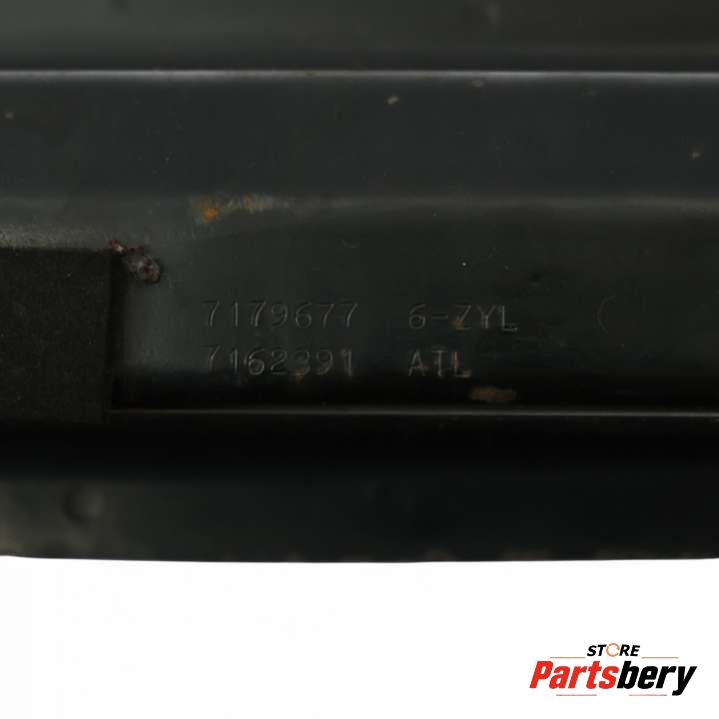 7179677 6-ZYL
7162391 ATL
STORE
Partsbery